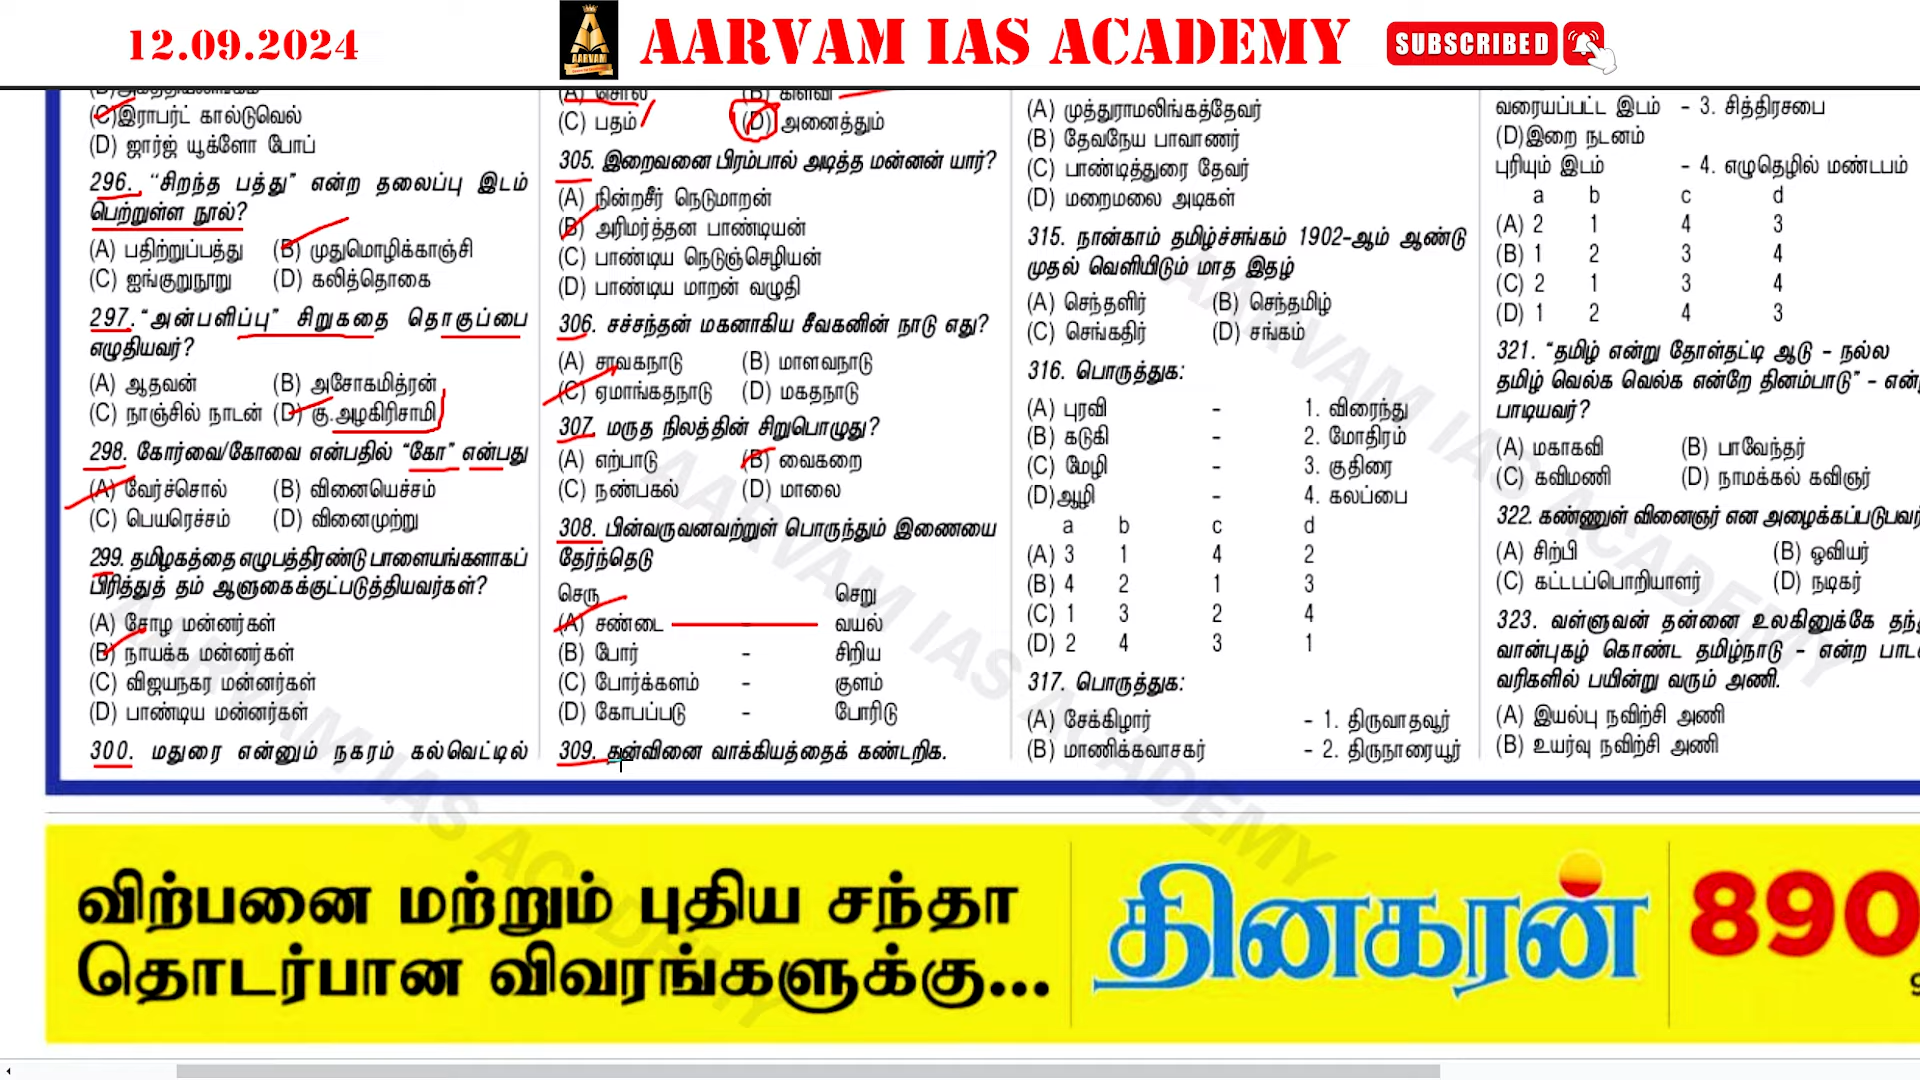 12.09.2024
AARVAM
AARVAM IAS ACADEMY
SUBSCRIBED
(C)இராபர்ட் கால்டுவெல்
(D) ஜார்ஜ் யூக்ளோ போப்
296. “சிறந்த பத்து” என்ற தலைப்பு இடம்
பெற்றுள்ள நூல்?
(A) பதிற்றுப்பத்து (B) முதுமொழிக்காஞ்சி
(C) ஐங்குறுநூறு (D) கலித்தொகை
297.“அன்பளிப்பு” சிறுகதை தொகுப்பை
எழுதியவர்?
(A) ஆதவன் (B) அசோகமித்ரன்
(C) நாஞ்சில் நாடன் (D) கு.அழகிரிசாமி
298. கோர்வை/கோவை என்பதில் “கோ” என்பது
(A) வேர்ச்சொல் (B) வினையெச்சம்
(C) பெயரெச்சம் (D) வினைமுற்று
299. தமிழகத்தை எழுபத்திரண்டு பாளையங்களாகப்
பிரித்துத் தம் ஆளுகைக்குட்படுத்தியவர்கள்?
(A) சோழ மன்னர்கள்
(B) நாயக்க மன்னர்கள்
(C) விஜயநகர மன்னர்கள்
(D) பாண்டிய மன்னர்கள்
300. மதுரை என்னும் நகரம் கல்வெட்டில்
(A) சொல் (B) கிளவி
(C) பதம் (D) அனைத்தும்
305. இறைவனை பிரம்பால் அடித்த மன்னன் யார்?
(A) நின்றசீர் நெடுமாறன்
(B) அரிமர்த்தன பாண்டியன்
(C) பாண்டிய நெடுஞ்செழியன்
(D) பாண்டிய மாறன் வழுதி
306. சச்சந்தன் மகனாகிய சீவகனின் நாடு எது?
(A) சாவகநாடு (B) மாளவநாடு
(C) ஏமாங்கதநாடு (D) மகதநாடு
307. மருத நிலத்தின் சிறுபொழுது?
(A) எற்பாடு (B) வைகறை
(C) நண்பகல் (D) மாலை
308. பின்வருவனவற்றுள் பொருந்தும் இணையை
தேர்ந்தெடு
செரு செறு
(A) சண்டை - வயல்
(B) போர் - சிறிய
(C) போர்க்களம் - குளம்
(D) கோபப்படு - போரிடு
309. தன்வினை வாக்கியத்தைக் கண்டறிக.
(A) முத்துராமலிங்கத்தேவர்
(B) தேவநேய பாவாணர்
(C) பாண்டித்துரை தேவர்
(D) மறைமலை அடிகள்
315. நான்காம் தமிழ்ச்சங்கம் 1902-ஆம் ஆண்டு
முதல் வெளியிடும் மாத இதழ்
(A) செந்தளிர் (B) செந்தமிழ்
(C) செங்கதிர் (D) சங்கம்
316. பொருத்துக:
(A) புரவி - 1. விரைந்து
(B) கடுகி - 2. மோதிரம்
(C) மேழி - 3. குதிரை
(D)ஆழி - 4. கலப்பை
a b c d
(A) 3 1 4 2
(B) 4 2 1 3
(C) 1 3 2 4
(D) 2 4 3 1
317. பொருத்துக:
(A) சேக்கிழார் - 1. திருவாதவூர்
(B) மாணிக்கவாசகர் - 2. திருநாரையூர்
வரையப்பட்ட இடம் - 3. சித்திரசபை
(D)இறை நடனம்
புரியும் இடம் - 4. எழுதெழில் மண்டபம்
a b c d
(A) 2 1 4 3
(B) 1 2 3 4
(C) 2 1 3 4
(D) 1 2 4 3
321. “தமிழ் என்று தோள்தட்டி ஆடு - நல்ல
தமிழ் வெல்க வெல்க என்றே தினம்பாடு” -
பாடியவர்?
(A) மகாகவி (B) பாவேந்தர்
(C) கவிமணி (D) நாமக்கல் கவிஞர்
322. கண்ணுள் வினைஞர் என அழைக்கப்படுபவர்
(A) சிற்பி (B) ஓவியர்
(C) கட்டடப்பொறியாளர் (D) நடிகர்
323. வள்ளுவன் தன்னை உலகினுக்கே
வான்புகழ் கொண்ட தமிழ்நாடு - என்ற
வரிகளில் பயின்று வரும் அணி.
(A) இயல்பு நவிற்சி அணி
(B) உயர்வு நவிற்சி அணி
விற்பனை மற்றும் புதிய சந்தா
தொடர்பான விவரங்களுக்கு...
தினகரன்
890
AARVAM IAS ACADEMY
AARVAM IAS ACADEMY
AARVAM IAS ACADEMY